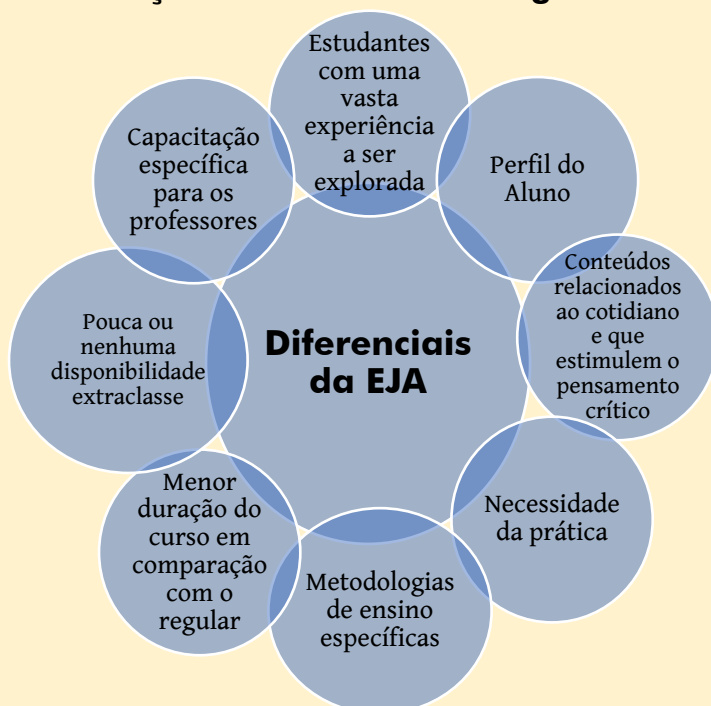 Estudantes
com uma
vasta
experiência
a ser
explorada
Perfil do
Aluno
Conteúdos
relacionados
ao cotidiano
e que
estimulem o
pensamento
crítico
Necessidade
da prática
Metodologias
de ensino
específicas
Menor
duração do
curso em
comparação
com o
regular
Pouca ou
nenhuma
disponibilidade
extraclasse
Capacitação
específica
para os
professores
Diferenciais
da EJA